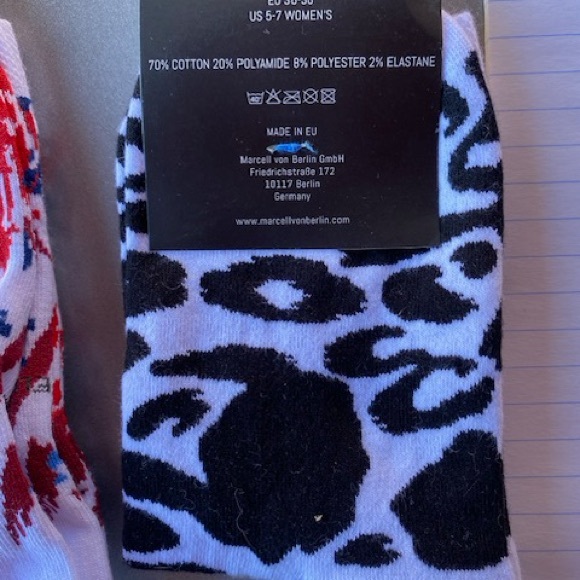 US 5-7 WOMEN'S
70% COTTON 20% POLYAMIDE 8% POLYESTER 2% ELASTANE
40
MADE IN EU
Marcell von Berlin GmbH
Friedrichstraße 172
10117 Berlin
Germany
www.marcellvonberlin.com